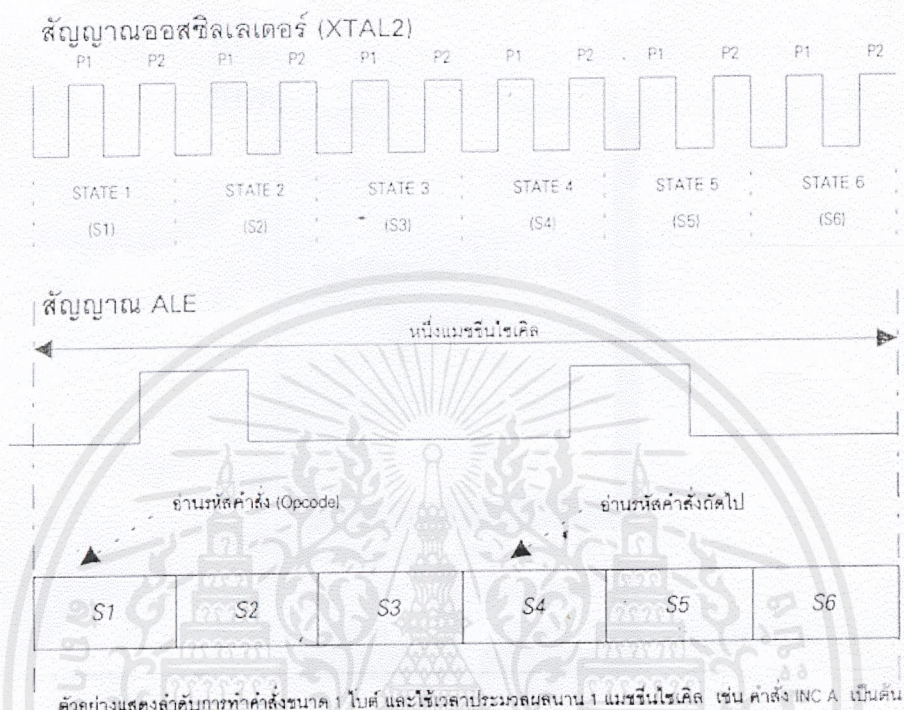 สัญญาณออสซิลเลเตอร์ (XTAL2)
P1 P2 P1 P2 P1 P2 P1 P2 P1 P2 P1 P2
STATE 1 STATE 2 STATE 3 STATE 4 STATE 5 STATE 6
(S1) (S2) (S3) (S4) (S5) (S6)
สัญญาณ ALE
หนึ่งแมชชีนไซเคิล
อ่านรหัสคำสั่ง (Opcode) อ่านรหัสคำสั่งถัดไป
S1 S2 S3 S4 S5 S6
ตัวอย่างแสดงลำดับการทำคำสั่งขนาด 1 ไบต์ และใช้เวลาประมวลผลนาน 1 แมชชีนไซเคิล เช่น คำสั่ง INC A เป็นต้น